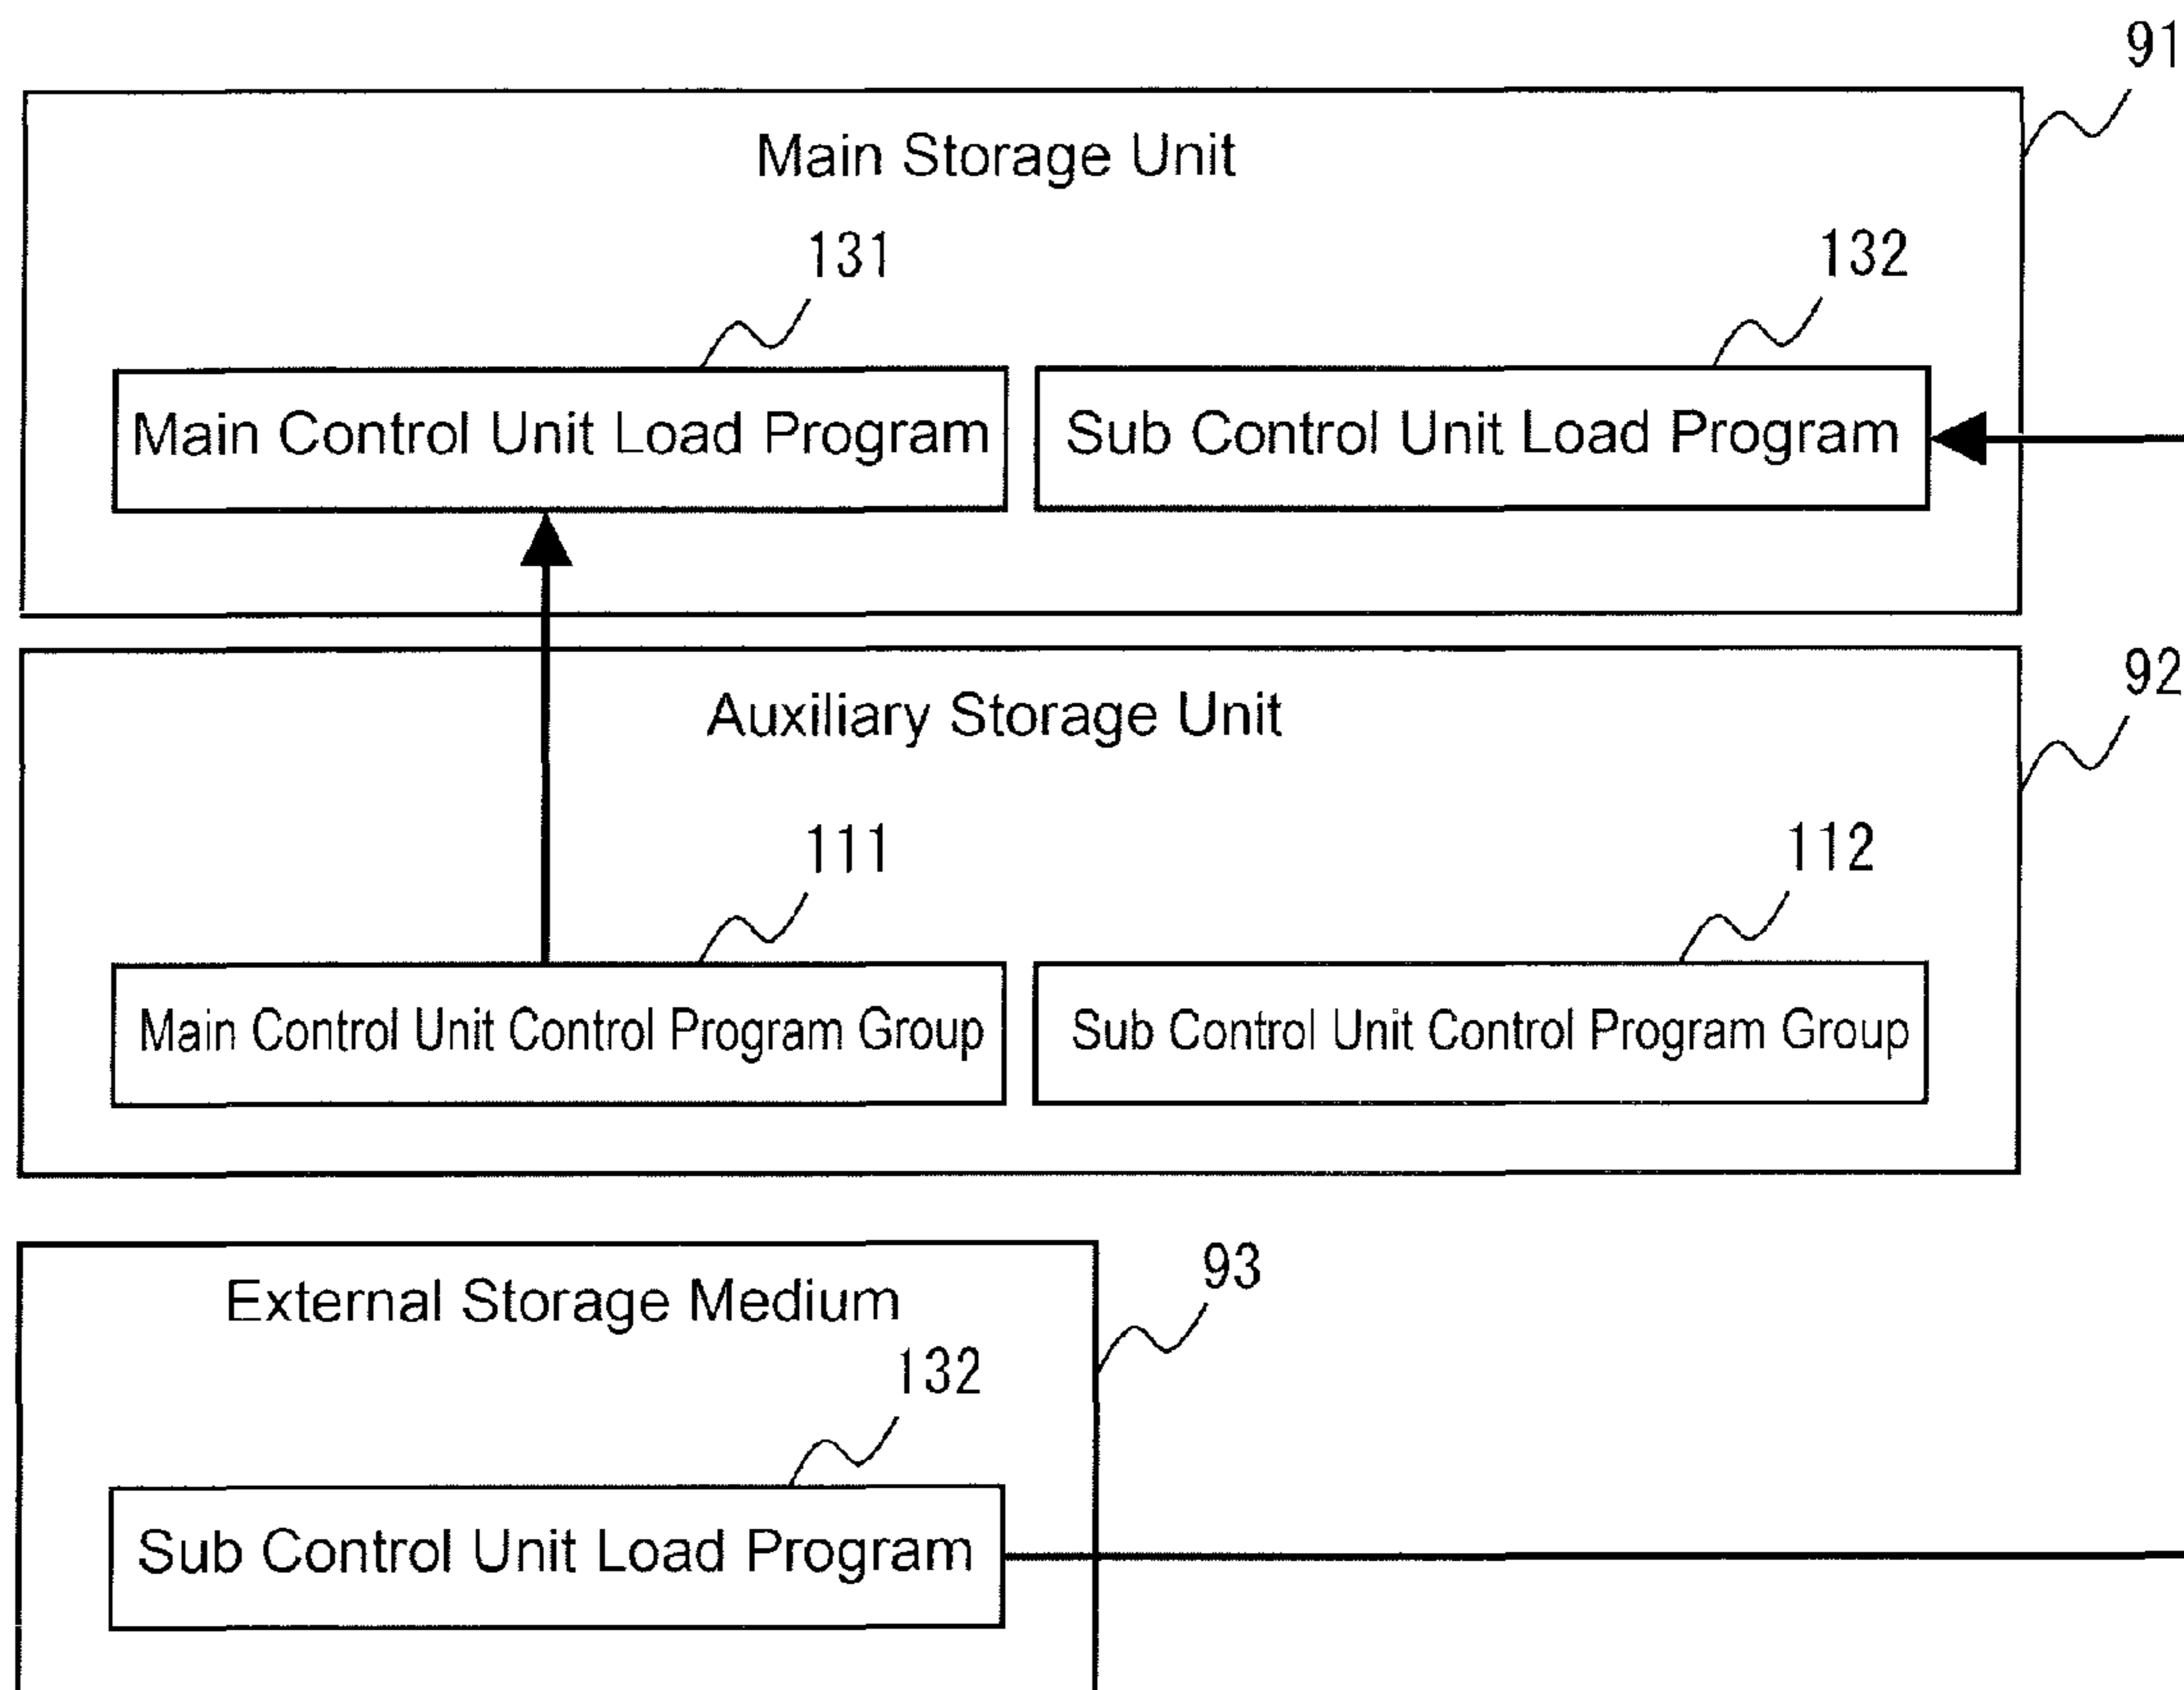 91
Main Storage Unit
131
132
Main Control Unit Load Program
Sub Control Unit Load Program
92
Auxiliary Storage Unit
111
112
Main Control Unit Control Program Group
Sub Control Unit Control Program Group
93
External Storage Medium
132
Sub Control Unit Load Program